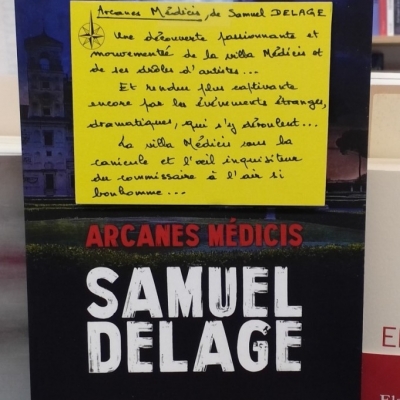 Arcanes Médicis, de Samuel DELAGE
Une découverte passionnante et
mouvementée de la villa Médicis et
de ses drôles d'artistes...
Et rendue plus captivante
encore par les événements étranges,
dramatiques, qui s'y déroulent...
La villa Médicis sous la
canicule et l'œil inquisiteur
du commissaire à l'air si
bonhomme...
ARCANES MÉDICIS
SAMUEL
DELAGE